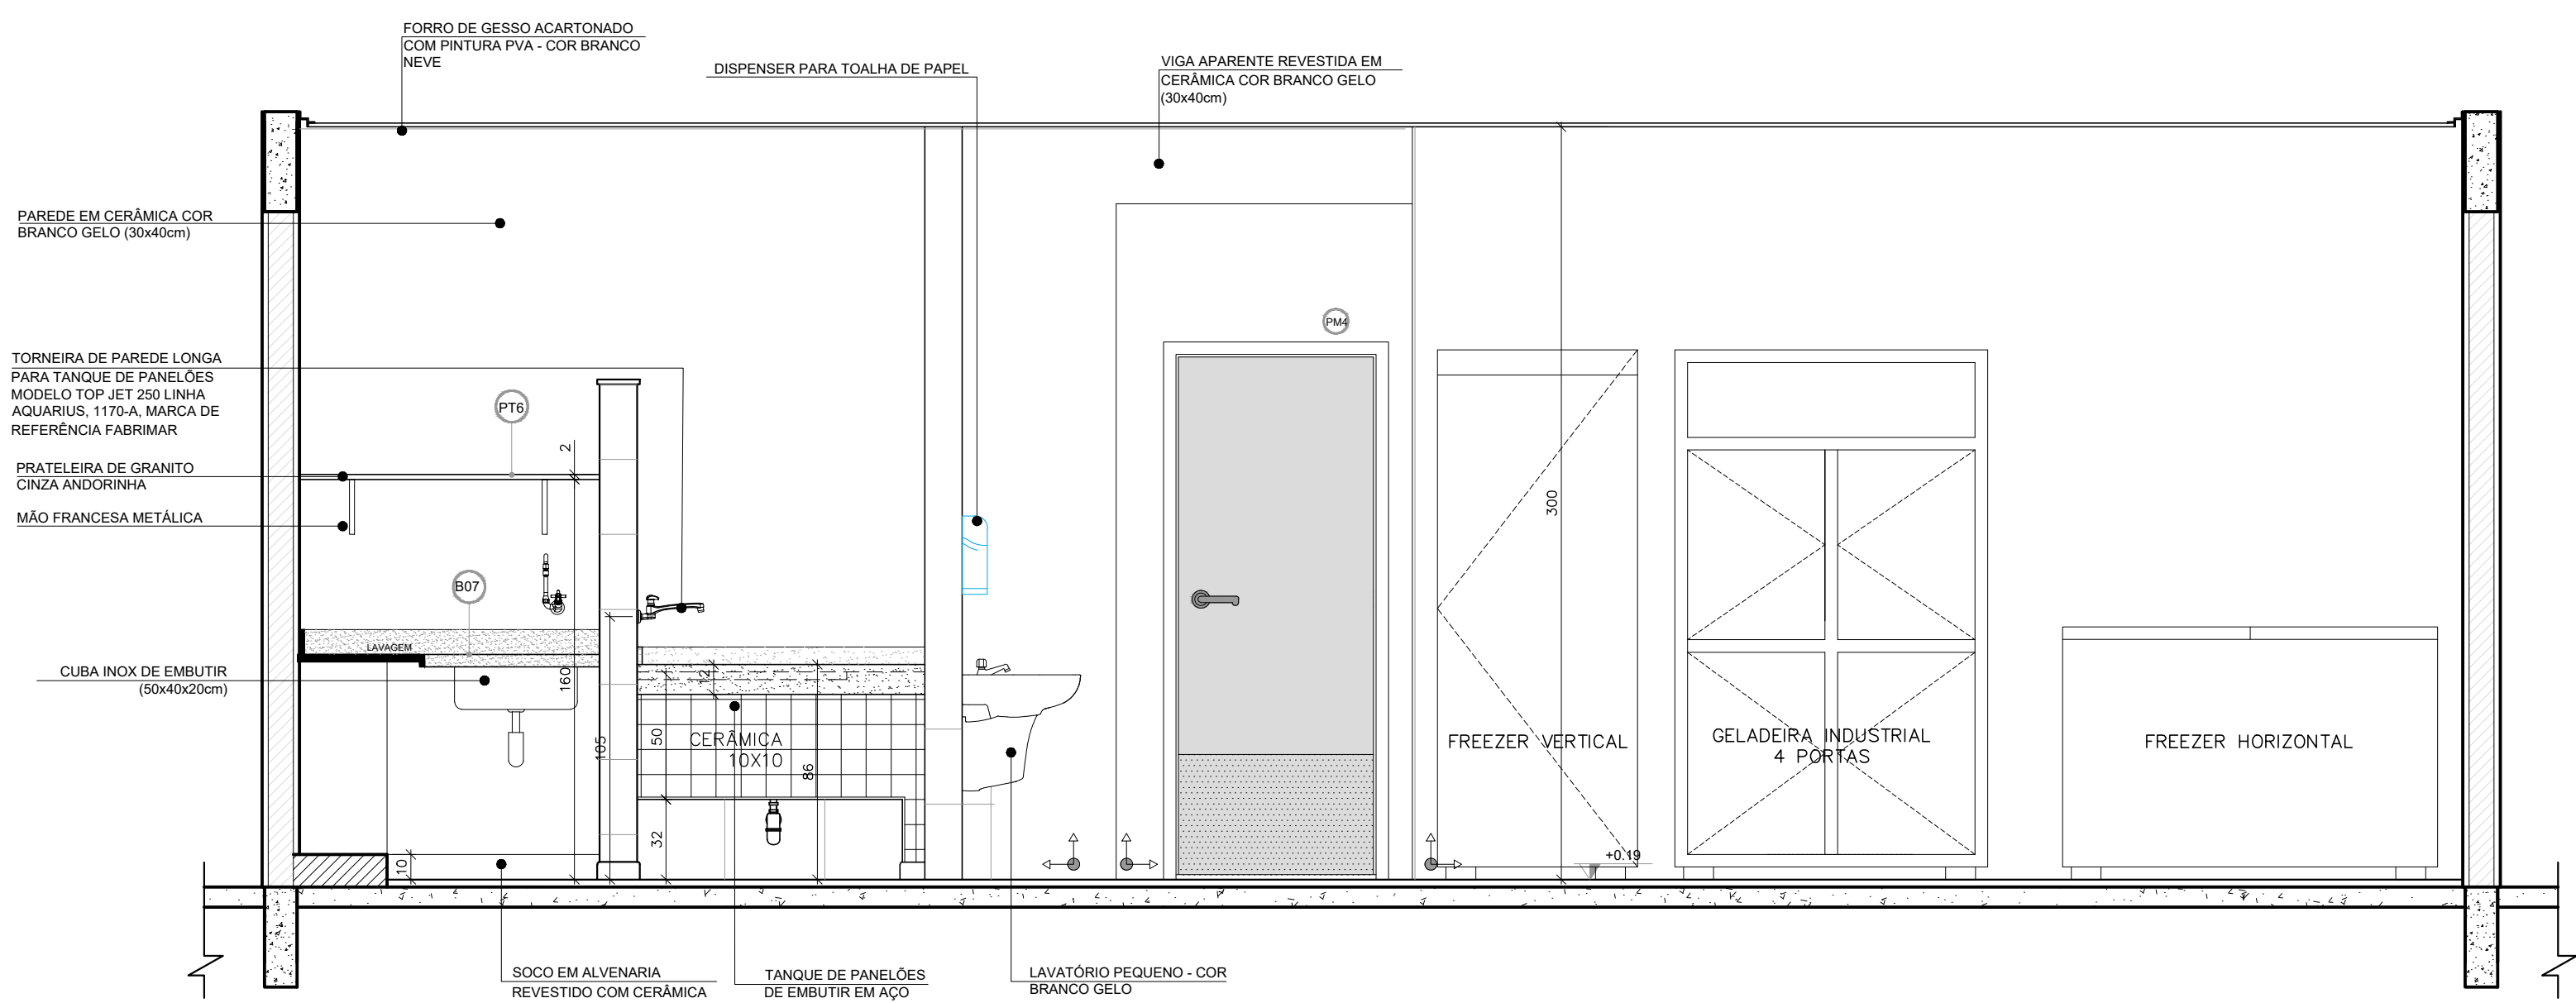 FORRO DE GESSO ACARTONADO
COM PINTURA PVA - COR BRANCO
NEVE
DISPENSER PARA TOALHA DE PAPEL
VIGA APARENTE REVESTIDA EM
CERÂMICA COR BRANCO GELO
(30x40cm)
PAREDE EM CERÂMICA COR
BRANCO GELO (30x40cm)
PM4
TORNEIRA DE PAREDE LONGA
PARA TANQUE DE PANELÕES
MODELO TOP JET 250 LINHA
AQUARIUS, 1170-A, MARCA DE
REFERÊNCIA FABRIMAR
PT6
2
PRATELEIRA DE GRANITO
CINZA ANDORINHA
MÃO FRANCESA METÁLICA
300
B07
LAVAGEM
CUBA INOX DE EMBUTIR
(50x40x20cm)
160
12
105
50
CERÂMICA
10X10
86
FREEZER VERTICAL
GELADEIRA INDUSTRIAL
4 PORTAS
FREEZER HORIZONTAL
32
10
+0.19
SOCO EM ALVENARIA
REVESTIDO COM CERÂMICA
TANQUE DE PANELÕES
DE EMBUTIR EM AÇO
LAVATÓRIO PEQUENO - COR
BRANCO GELO